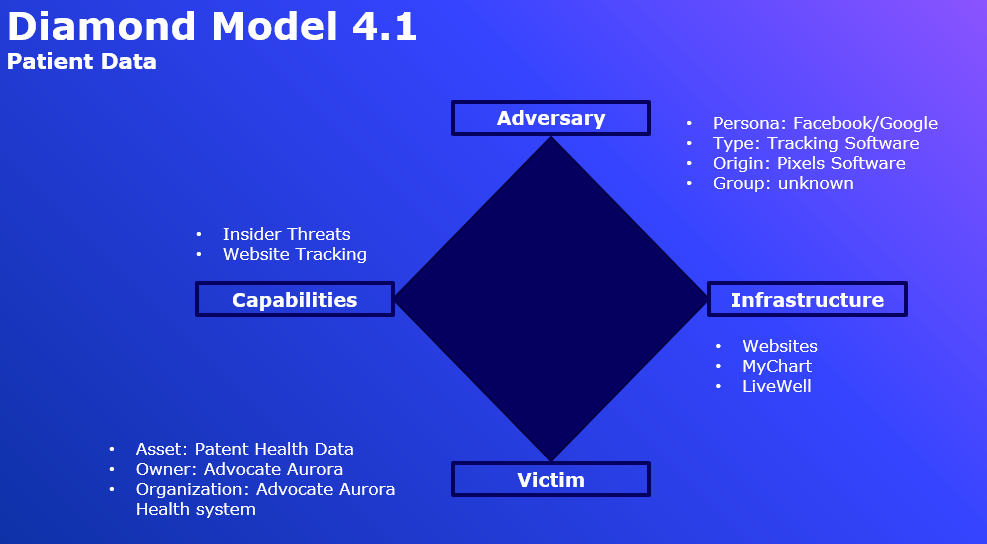 Diamond Model 4.1
Patient Data
Adversary
• Persona: Facebook/Google
• Type: Tracking Software
• Origin: Pixels Software
• Group: unknown
• Insider Threats
• Website Tracking
Capabilities
Infrastructure
• Websites
• MyChart
• LiveWell
• Asset: Patent Health Data
• Owner: Advocate Aurora
• Organization: Advocate Aurora
Health system
Victim